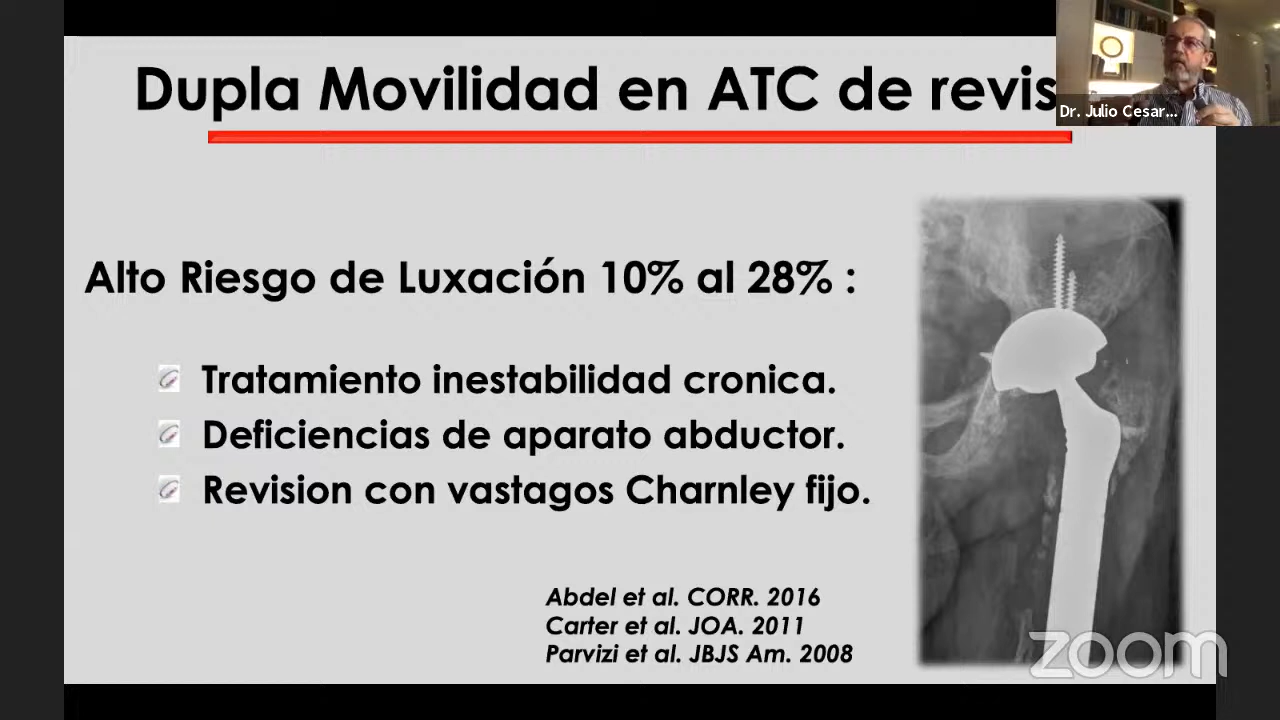 Dupla Movilidad en ATC de revis
Dr. Julio Cesar...
Alto Riesgo de Luxación 10% al 28% :
Tratamiento inestabilidad cronica.
Deficiencias de aparato abductor.
Revision con vastagos Charnley fijo.
Abdel et al. CORR. 2016
Carter et al. JOA. 2011
Parvizi et al. JBJS Am. 2008
zoom